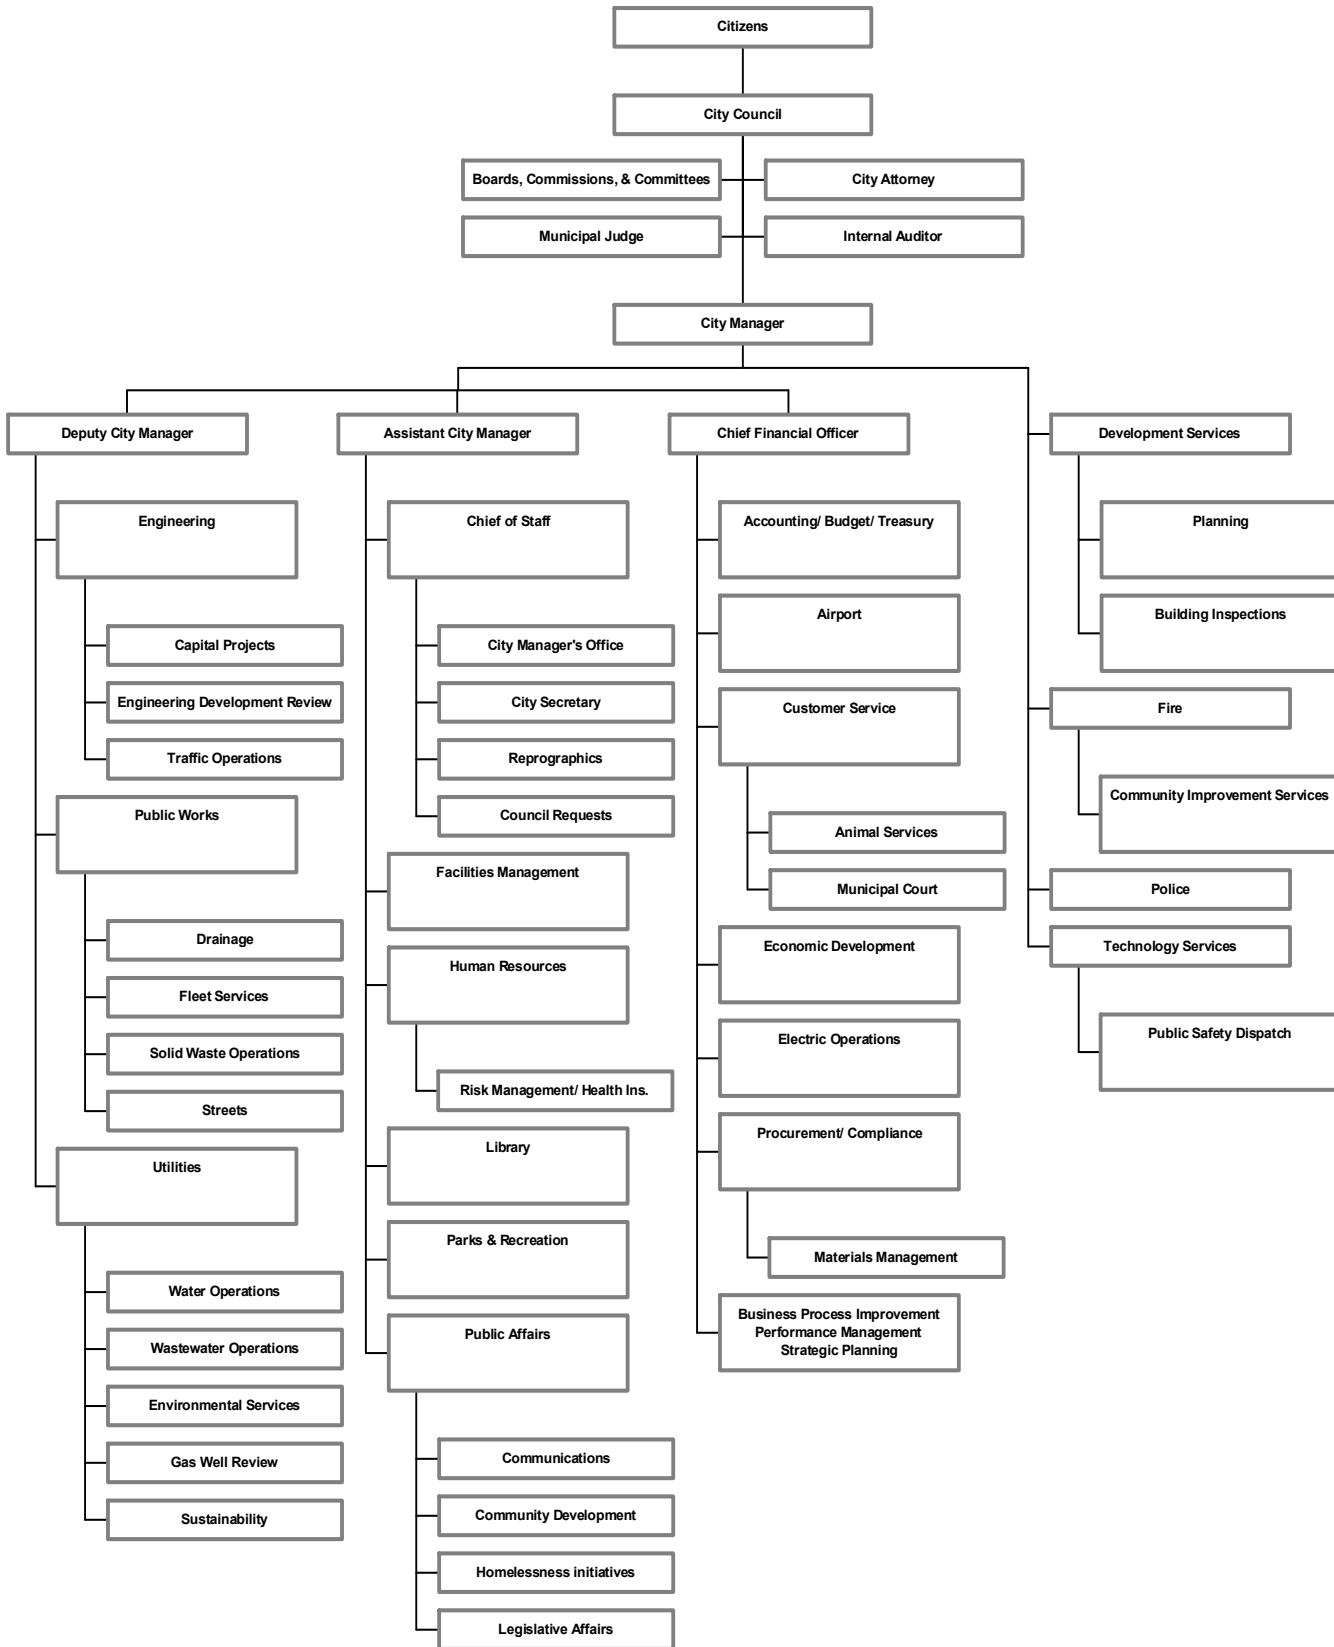 Citizens
City Council
Boards, Commissions, & Committees
City Attorney
Municipal Judge
Internal Auditor
City Manager
Deputy City Manager
Engineering
Capital Projects
Engineering Development Review
Traffic Operations
Public Works
Drainage
Fleet Services
Solid Waste Operations
Streets
Utilities
Water Operations
Wastewater Operations
Environmental Services
Gas Well Review
Sustainability
Assistant City Manager
Chief of Staff
City Manager's Office
City Secretary
Reprographics
Council Requests
Facilities Management
Human Resources
Risk Management/ Health Ins.
Library
Parks & Recreation
Public Affairs
Communications
Community Development
Homelessness initiatives
Legislative Affairs
Chief Financial Officer
Accounting/ Budget/ Treasury
Airport
Customer Service
Animal Services
Municipal Court
Economic Development
Electric Operations
Procurement/ Compliance
Materials Management
Business Process Improvement
Performance Management
Strategic Planning
Development Services
Planning
Building Inspections
Fire
Community Improvement Services
Police
Technology Services
Public Safety Dispatch